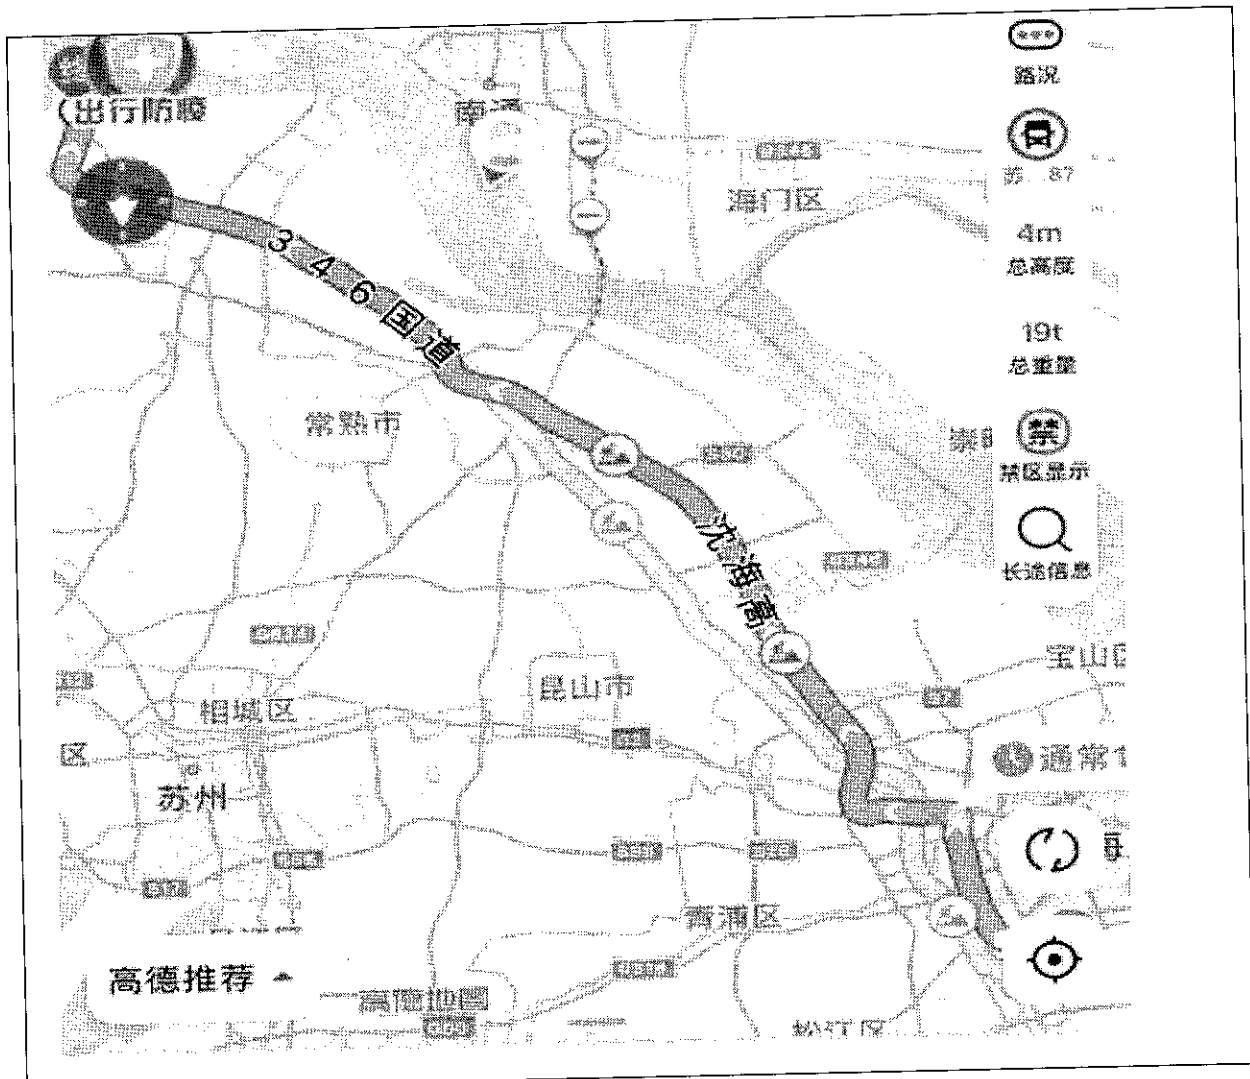 路况
(出行防疫
南通
苏 87
海门区
4m
总高度
346国道
19t
总重量
常熟市
禁
禁区显示
沈海高
长途信息
宝山区
昆山市
相城区
区
通常
苏州
青浦区
高德推荐
高德地图
松江区